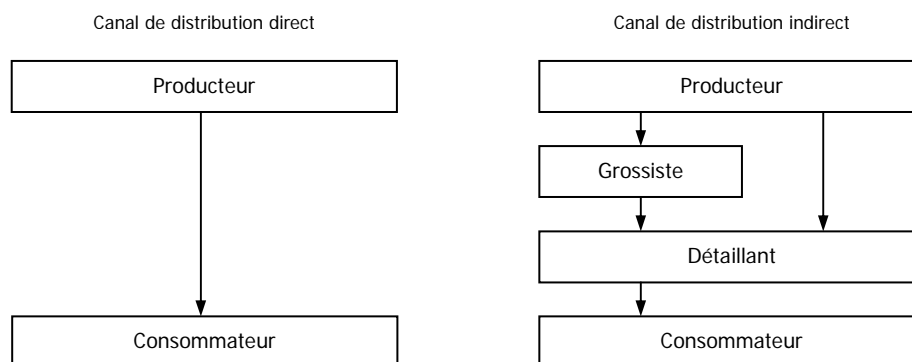 Canal de distribution direct
Producteur
Consommateur
Canal de distribution indirect
Producteur
Grossiste
Détaillant
Consommateur